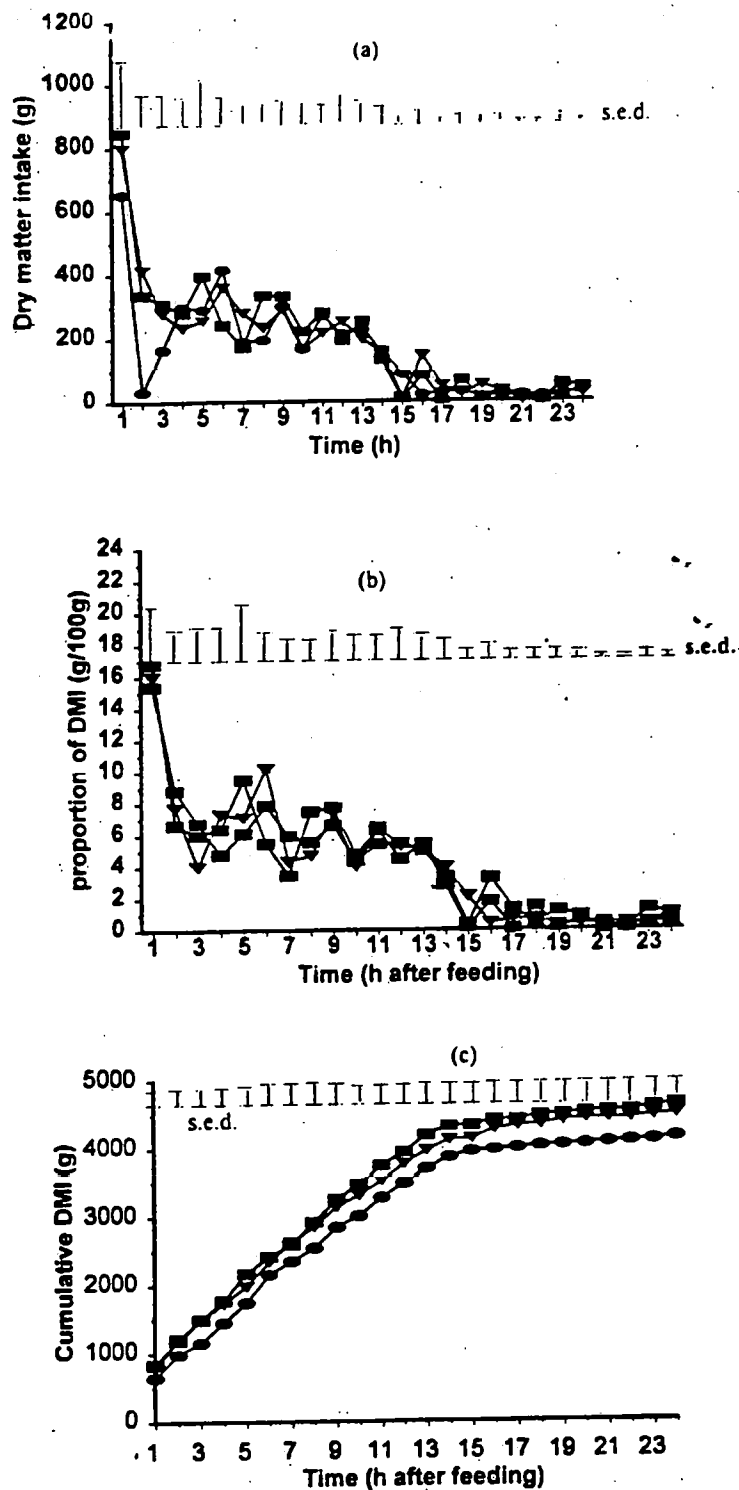 (a)
Dry matter intake (g)
1200
1000
800
600
400
200
0
s.e.d.
1 3 5 7 9 11 13 15 17 19 21 23
Time (h)
(b)
proportion of DMI (g/100g)
24
22
20
18
16
14
12
10
8
6
4
2
0
s.e.d.
1 3 5 7 9 11 13 15 17 19 21 23
Time (h after feeding)
(c)
Cumulative DMI (g)
5000
4000
3000
2000
1000
0
s.e.d.
1 3 5 7 9 11 13 15 17 19 21 23
Time (h after feeding)